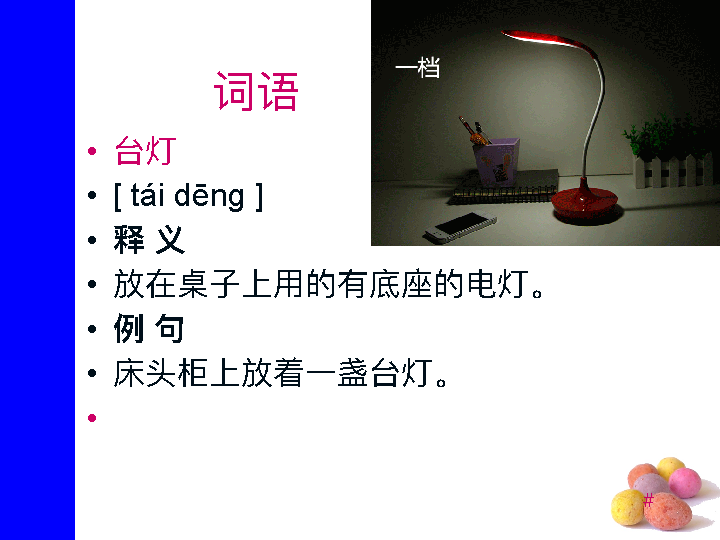 一档
词语
• 台灯
• [ tái dēng ]
• 释 义
• 放在桌子上用的有底座的电灯。
• 例 句
• 床头柜上放着一盏台灯。
•
#